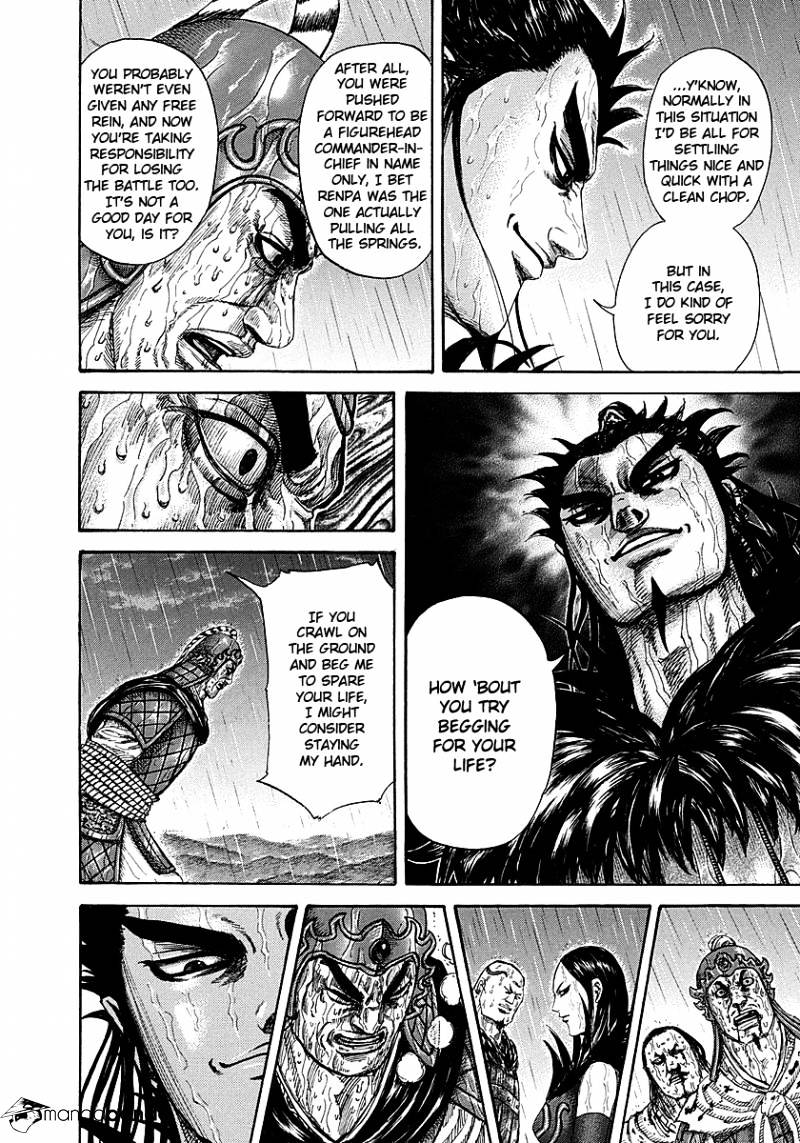 ...Y'KNOW,
NORMALLY IN
THIS SITUATION
I'D BE ALL FOR
SETTLIING
THINGS NICE AND
QUICK WITH A
CLEAN CHOP.
BUT IN
THIS CASE,
I DO KIND OF
FEEL SORRY
FOR YOU.
AFTER ALL,
YOU WERE
PUSHED
FORWARD TO BE
A FIGUREHEAD
COMMANDER-IN-
CHIEF IN NAME
ONLY, I BET
RENPA WAS THE
ONE ACTUALLY
PULLING ALL
THE SPRINGS.
YOU PROBABLY
WEREN'T EVEN
GIVEN ANY FREE
REIN, AND NOW
YOU'RE TAKING
RESPONSIBILITY
FOR LOSING
THE BATTLE TOO.
IT'S NOT A
GOOD DAY FOR
YOU, IS IT?
HOW 'BOUT
YOU TRY
BEGGING
FOR YOUR
LIFE?
IF YOU
CRAWL ON
THE GROUND
AND BEG ME
TO SPARE
YOUR LIFE,
I MIGHT
CONSIDER
STAYING
MY HAND.